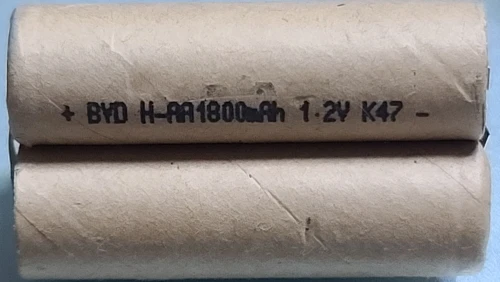 + BYD H-AA1800mAh 1.2V K47 -